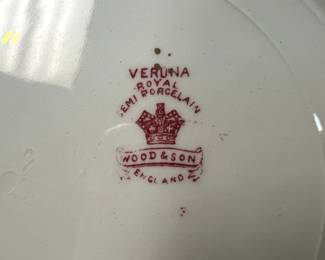 VERONA
ROYAL
SEMI PORCELAIN
WOOD & SON
ENGLAND